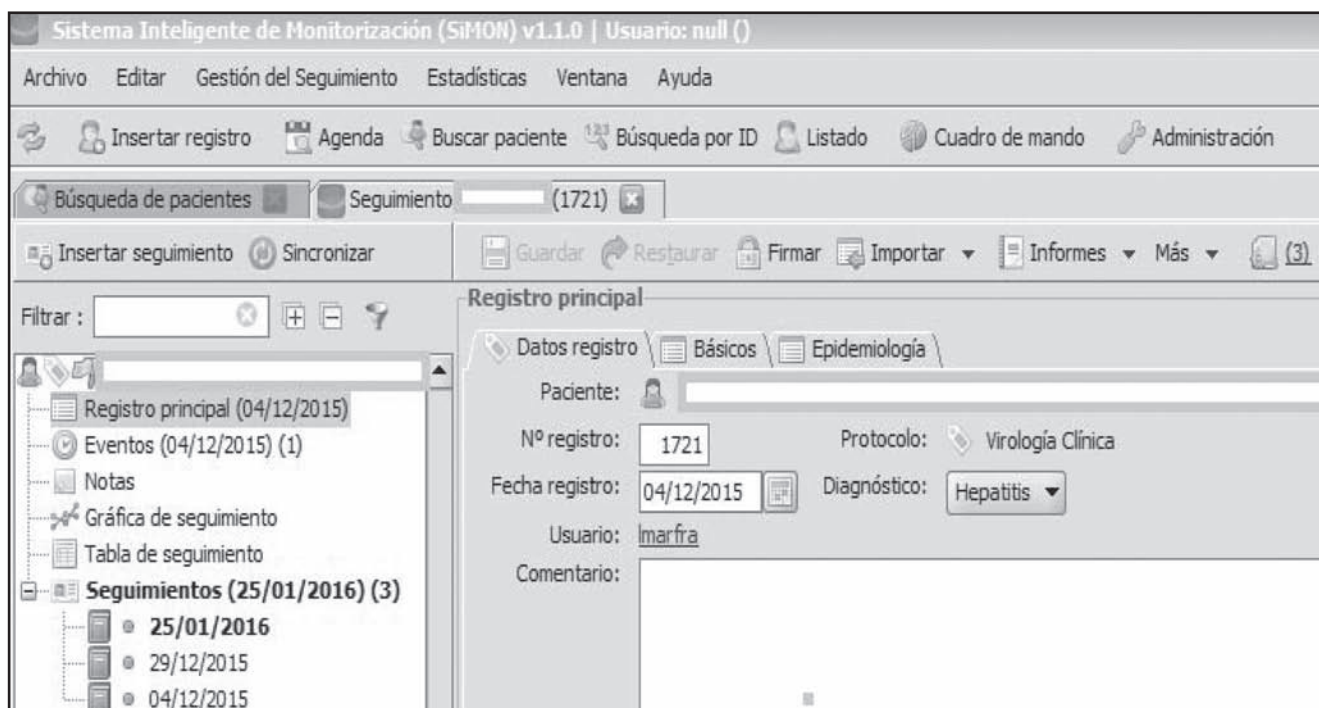 Sistema Inteligente de Monitorización (SiMON) v1.1.0 | Usuario: null ()
Archivo Editar Gestión del Seguimiento Estadísticas Ventana Ayuda
Insertar registro Agenda Buscar paciente Búsqueda por ID Listado Cuadro de mando Administración
Búsqueda de pacientes Seguimiento (1721)
Insertar seguimiento Sincronizar Guardar Restaurar Firmar Importar Informes Más (3)
Filtrar :
Registro principal (04/12/2015)
Eventos (04/12/2015) (1)
Notas
Gráfica de seguimiento
Tabla de seguimiento
Seguimientos (25/01/2016) (3)
25/01/2016
29/12/2015
04/12/2015
Registro principal
Datos registro Básicos Epidemiología
Paciente:
Nº registro: 1721 Protocolo: Virología Clínica
Fecha registro: 04/12/2015 Diagnóstico: Hepatitis
Usuario: lmarfra
Comentario: